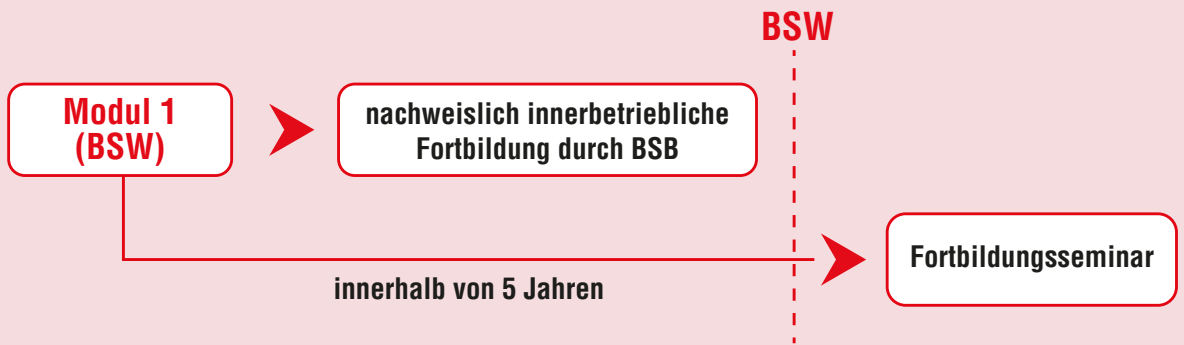 BSW
Modul 1
(BSW)
nachweislich innerbetriebliche
Fortbildung durch BSB
Fortbildungsseminar
innerhalb von 5 Jahren